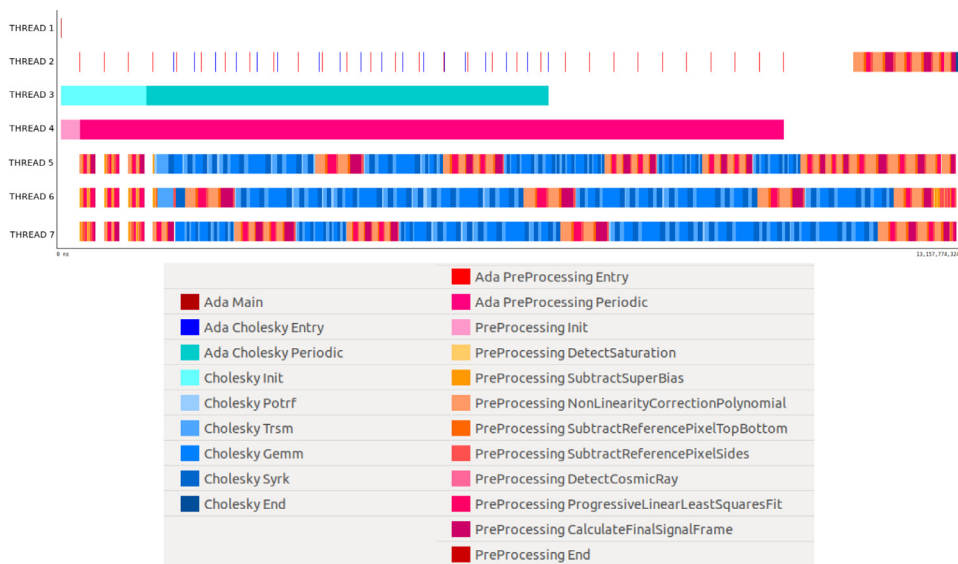 THREAD 1
THREAD 2
THREAD 3
THREAD 4
THREAD 5
THREAD 6
THREAD 7
0 ns
Ada PreProcessing Entry
Ada Main
Ada PreProcessing Periodic
Ada Cholesky Entry
PreProcessing Init
Ada Cholesky Periodic
PreProcessing DetectSaturation
Cholesky Init
PreProcessing SubtractSuperBias
Cholesky Potrf
PreProcessing NonLinearityCorrectionPolynomial
Cholesky Trsm
PreProcessing SubtractReferencePixelTopBottom
Cholesky Gemm
PreProcessing SubtractReferencePixelSides
Cholesky Syrk
PreProcessing DetectCosmicRay
Cholesky End
PreProcessing ProgressiveLinearLeastSquaresFit
PreProcessing CalculateFinalSignalFrame
PreProcessing End